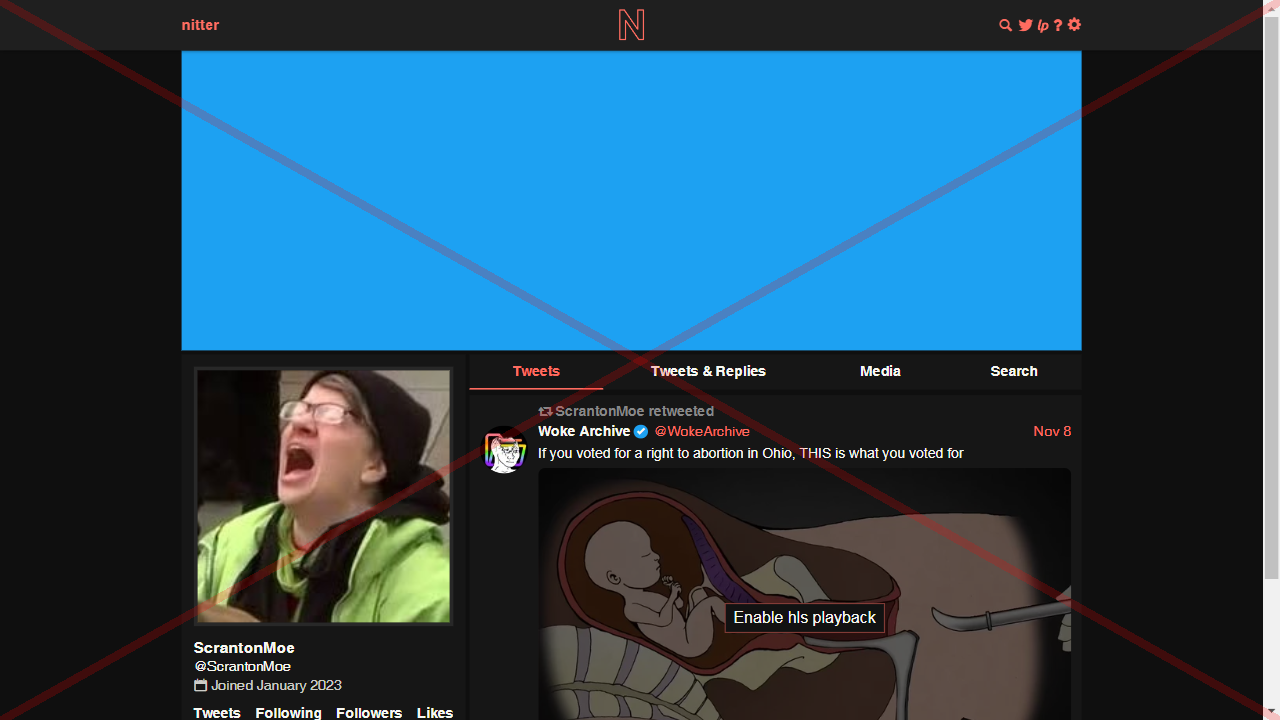 nitter
N
lp ?
Tweets Tweets & Replies Media Search
ScrantonMoe retweeted
Woke Archive @WokeArchive Nov 8
If you voted for a right to abortion in Ohio, THIS is what you voted for
Enable hls playback
ScrantonMoe
@ScrantonMoe
Joined January 2023
Tweets Following Followers Likes